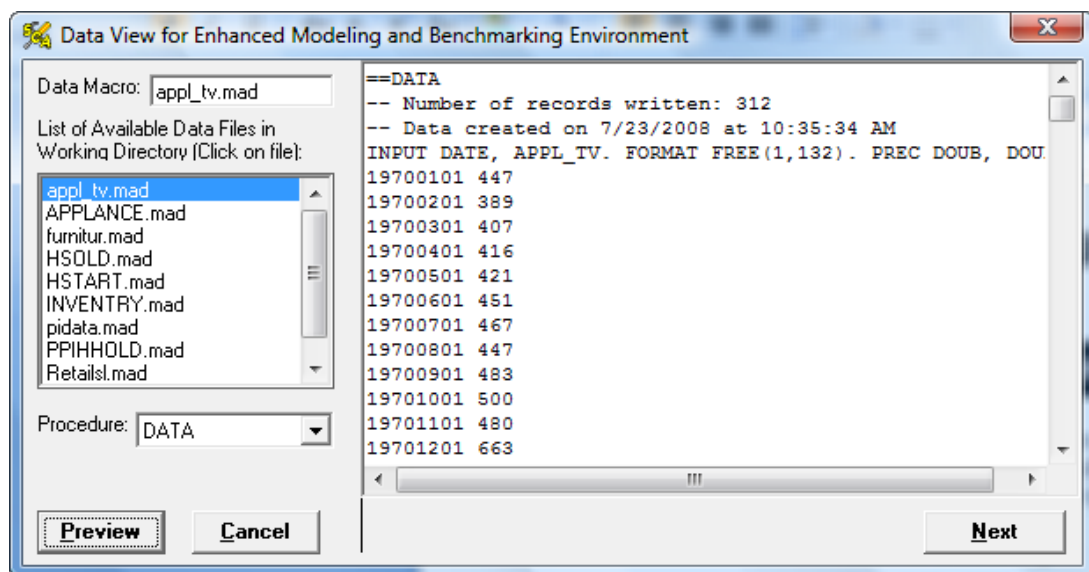 Data View for Enhanced Modeling and Benchmarking Environment
Data Macro: appl_tv.mad
List of Available Data Files in
Working Directory (Click on file):
appl_tv.mad
APPLANCE.mad
furnitur.mad
HSOLD.mad
HSTART.mad
INVENTRY.mad
pidata.mad
PPIHHOLD.mad
Retailsl.mad
Procedure: DATA
==DATA
-- Number of records written: 312
-- Data created on 7/23/2008 at 10:35:34 AM
INPUT DATE, APPL_TV. FORMAT FREE(1,132). PREC DOUB, DOU
19700101 447
19700201 389
19700301 407
19700401 416
19700501 421
19700601 451
19700701 467
19700801 447
19700901 483
19701001 500
19701101 480
19701201 663
Preview
Cancel
Next